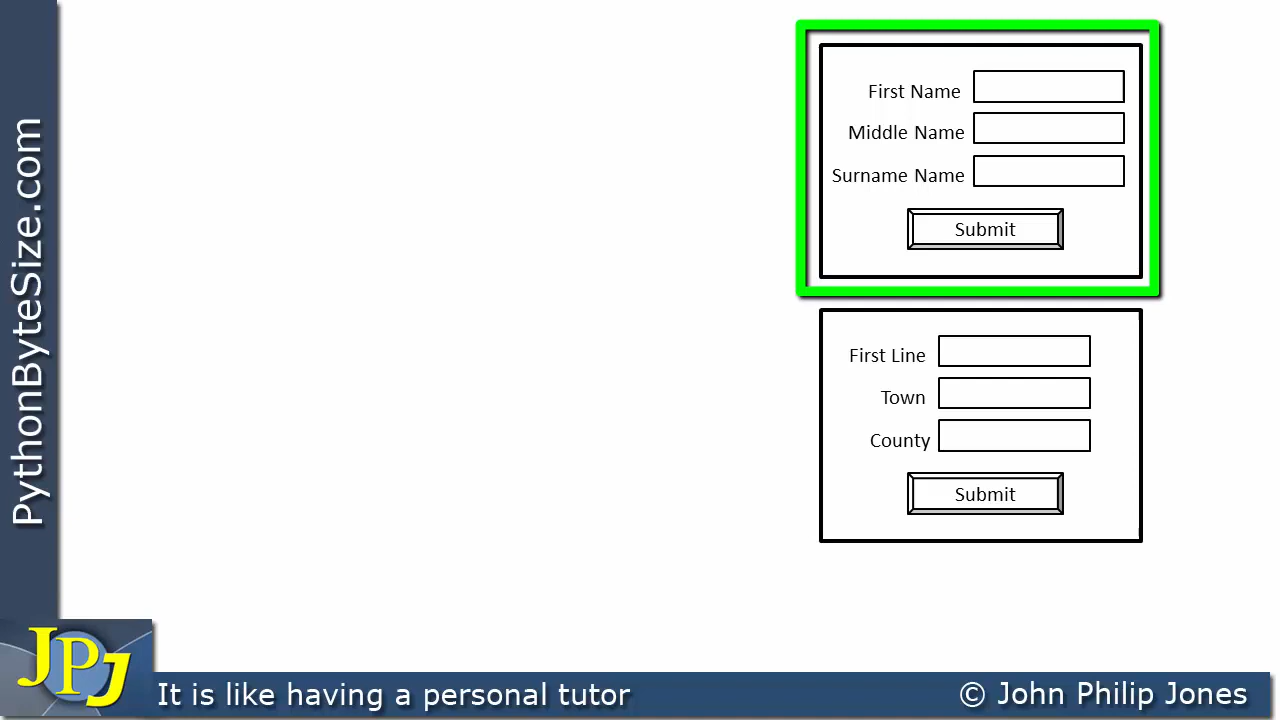 First Name
Middle Name
Surname Name
Submit
First Line
Town
County
Submit
PythonByteSize.com
JPJ
It is like having a personal tutor
© John Philip Jones